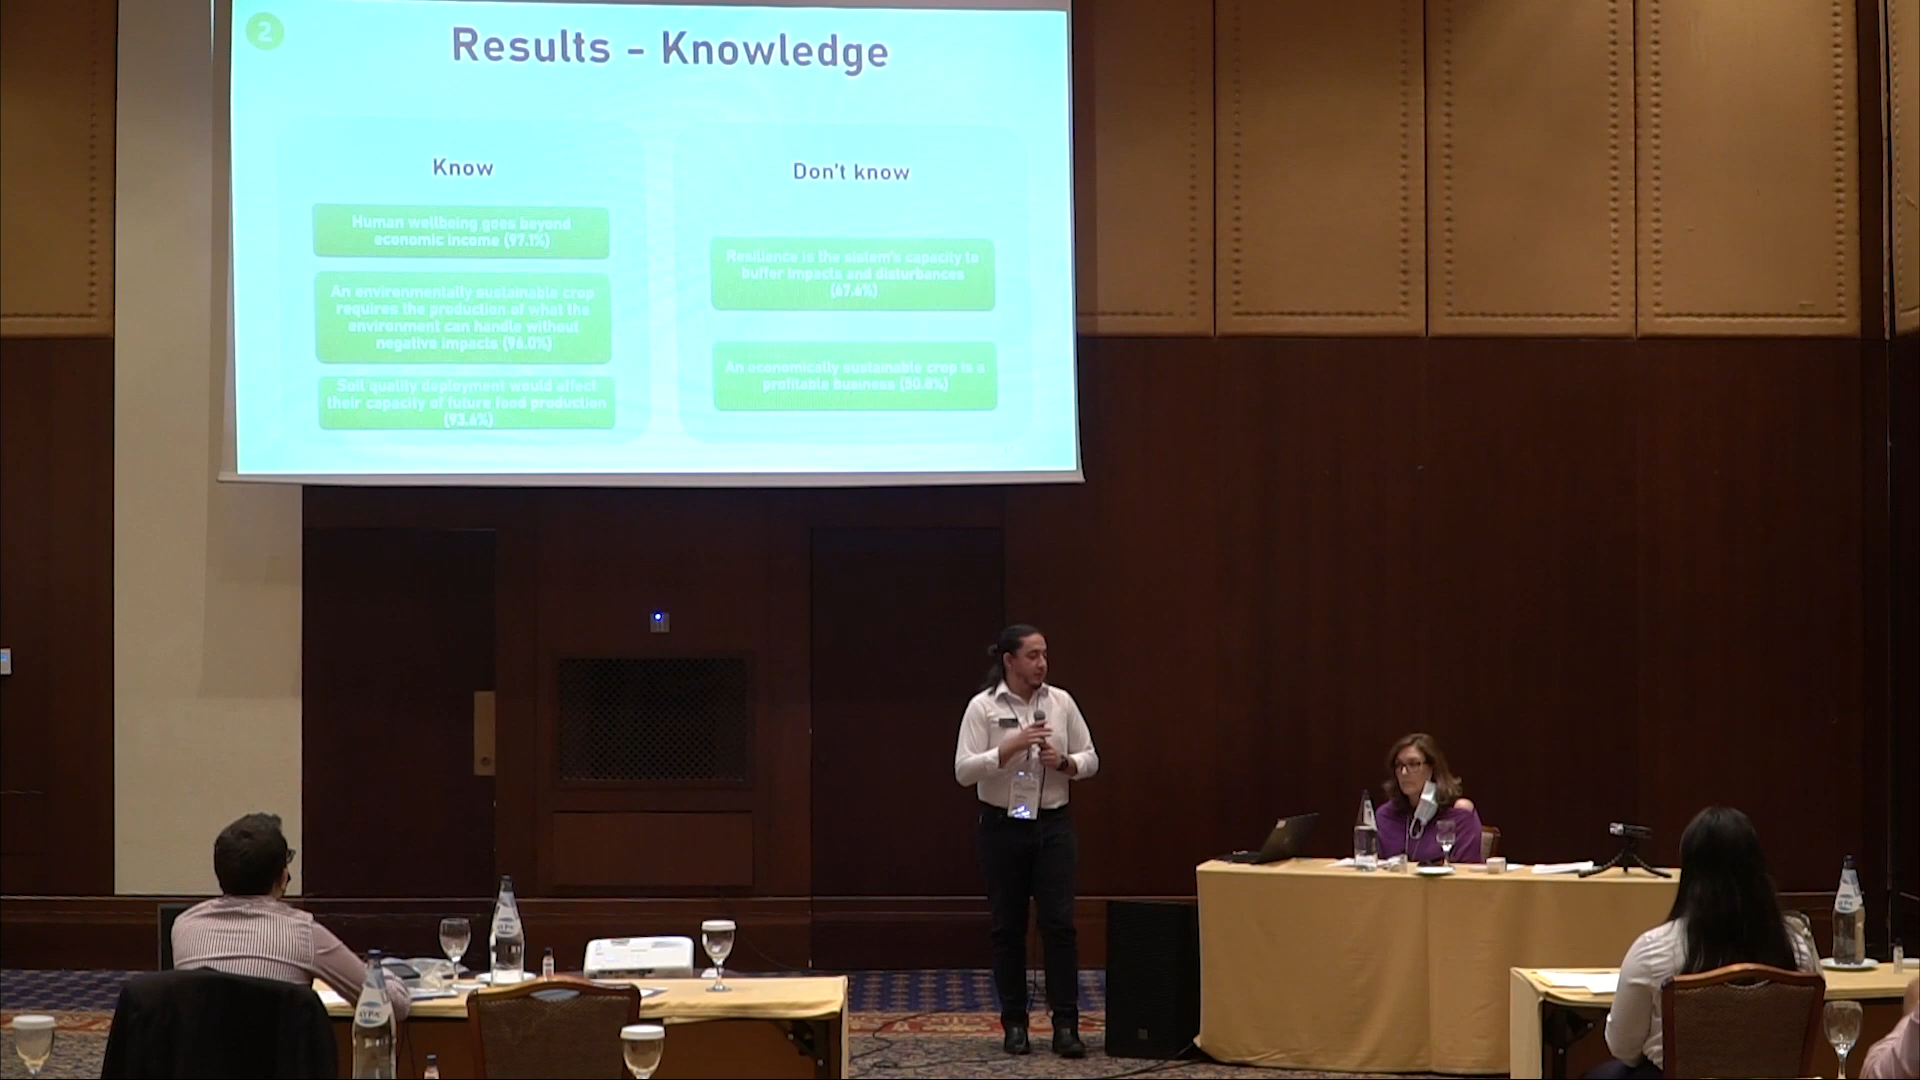 2
Results - Knowledge
Know
Human wellbeing goes beyond
economic income (97.1%)
An environmentally sustainable crop
requires the production of what the
environment can handle without
negative impacts (96.0%)
Soil quality deployment would affect
their capacity of future food production
(93.6%)
Don't know
Resilience is the sistem's capacity to
buffer impacts and disturbances
(67.6%)
An economically sustainable crop is a
profitable business (50.8%)